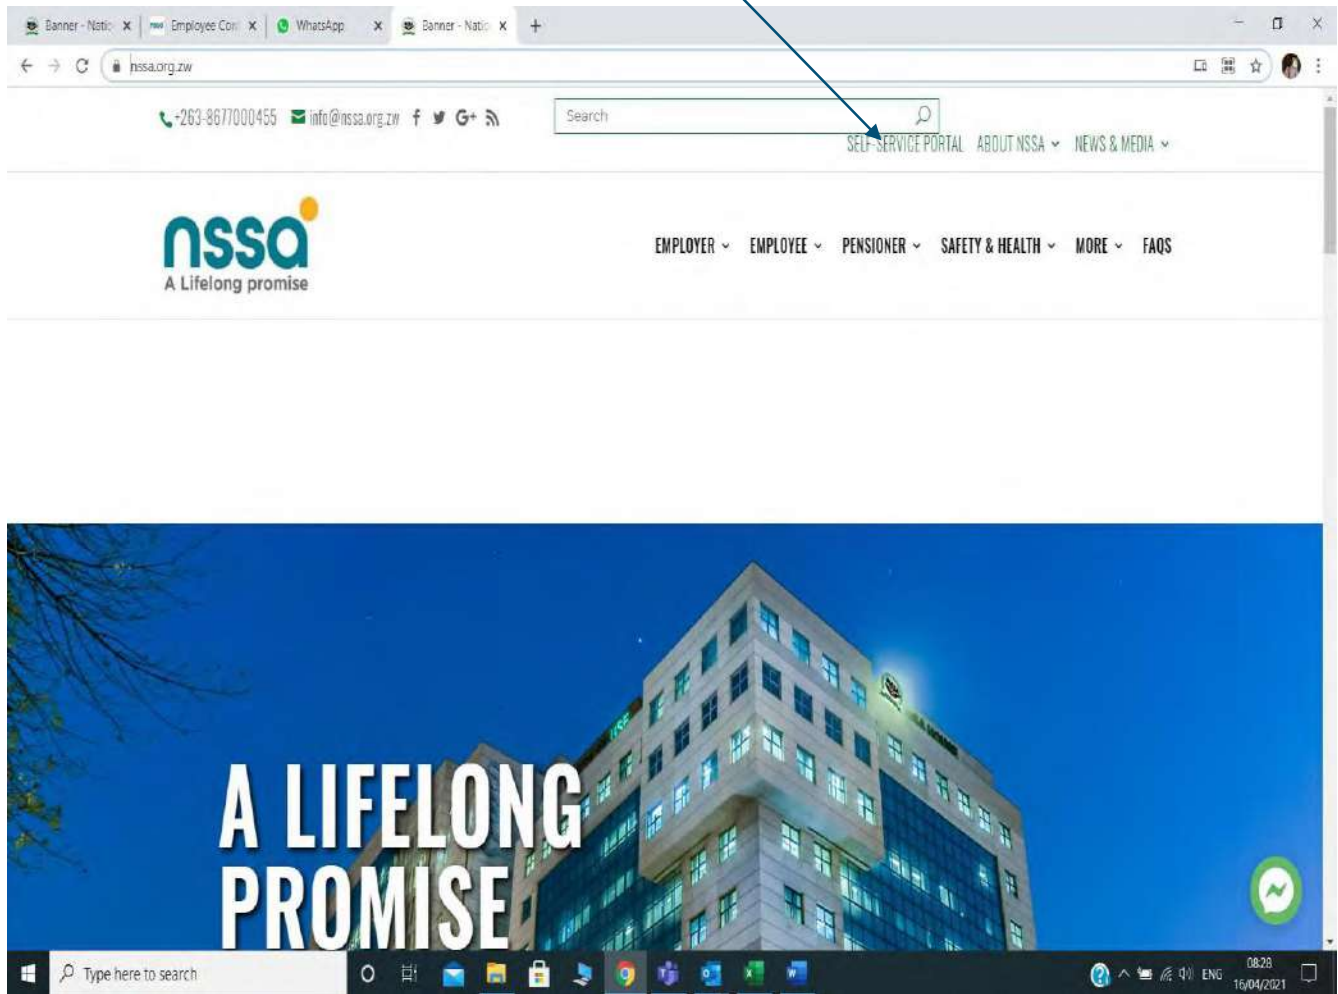 Banner - Natio
Employee Con
WhatsApp
Banner - Natio
nssa.org.zw
+263-8677000455 info@nssa.org.zw
Search
SELF-SERVICE PORTAL ABOUT NSSA NEWS & MEDIA
nssa
A Lifelong promise
EMPLOYER EMPLOYEE PENSIONER SAFETY & HEALTH MORE FAQS
A LIFELONG
PROMISE
Type here to search
ENG
08:28
16/04/2021